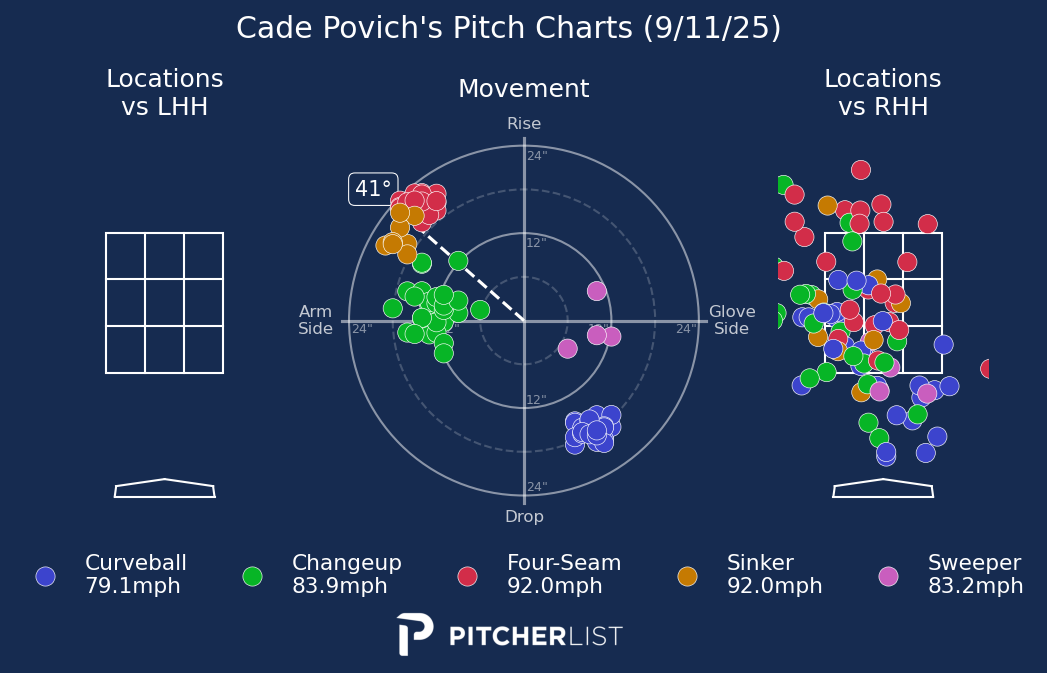 Cade Povich's Pitch Charts (9/11/25)
Locations
vs LHH
Movement
Locations
vs RHH
Rise
24"
41°
12"
Arm
Side
24"
12"
24"
Glove
Side
12"
24"
Drop
Curveball
79.1mph
Changeup
83.9mph
Four-Seam
92.0mph
Sinker
92.0mph
Sweeper
83.2mph
PITCHERLIST